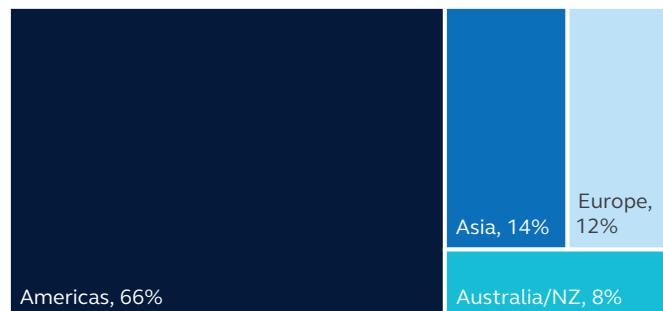 Americas, 66%
Asia, 14%
Europe,
12%
Australia/NZ, 8%